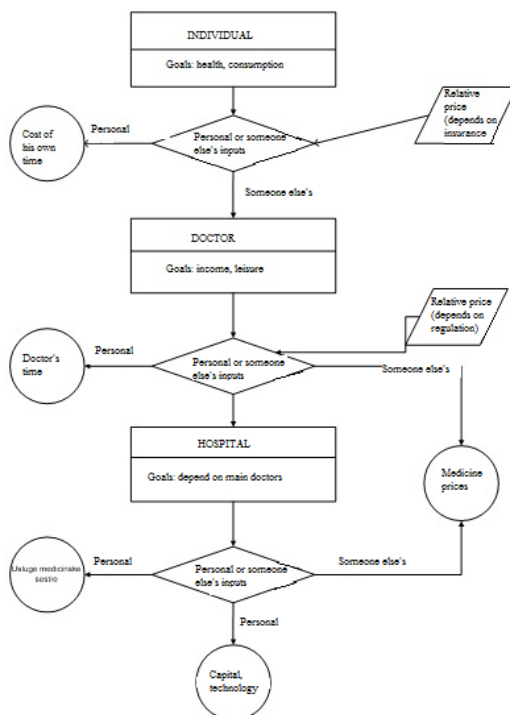 INDIVIDUAL
Goals: health, consumption
Relative
price
(depends on
insurance
Cost of
his own
time
Personal
Personal or someone
else's inputs
Someone else's
DOCTOR
Goals: income, leisure
Relative price
(depends on
regulation)
Doctor's
time
Personal
Personal or someone
else's inputs
Someone else's
HOSPITAL
Goals: depend on main doctors
Medicine
prices
Usluge medicinske
sestre
Personal
Personal or someone
else's inputs
Someone else's
Personal
Capital,
technology